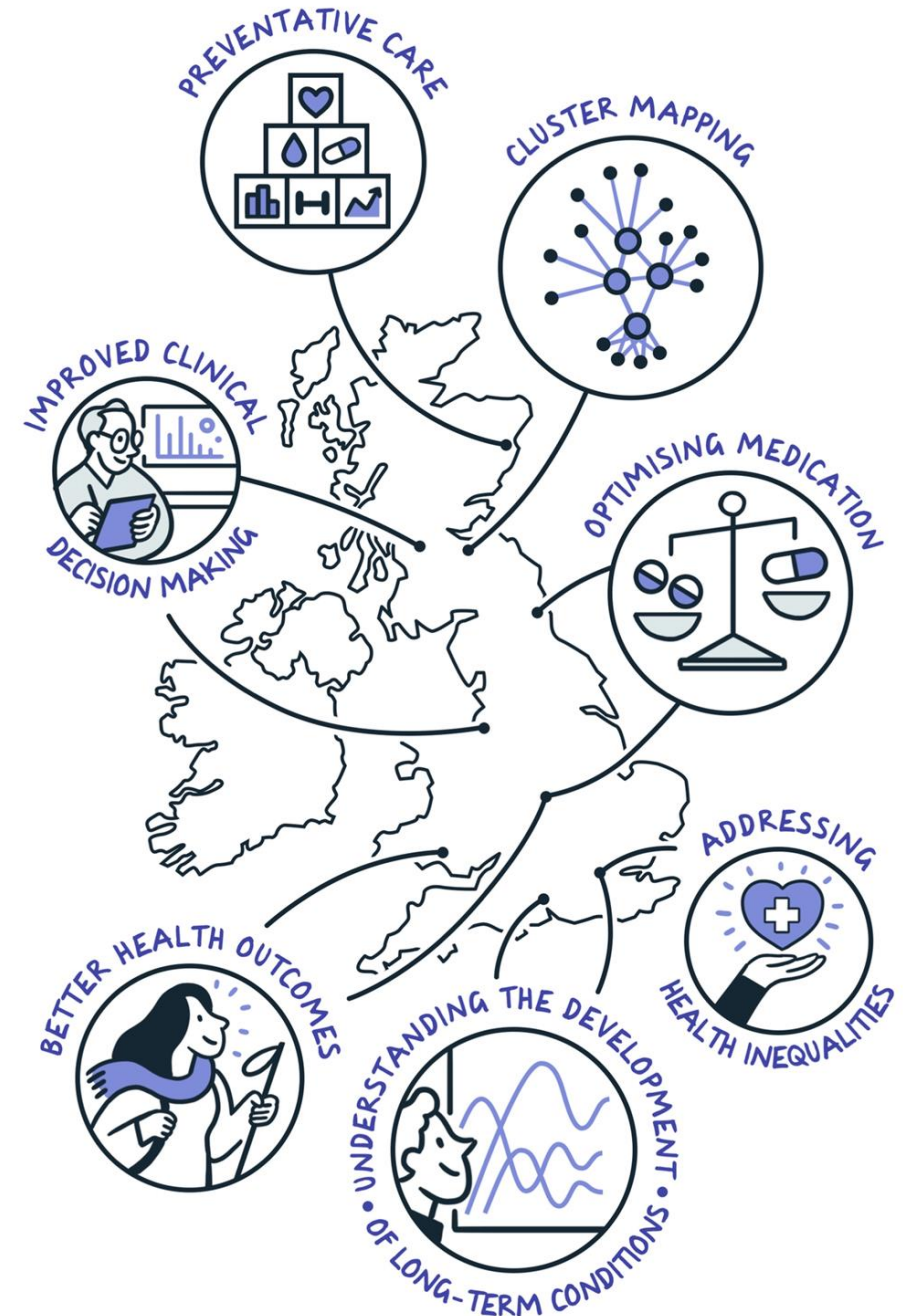 PREVENTATIVE CARE
CLUSTER MAPPING
IMPROVED CLINICAL
DECISION MAKING
OPTIMISING MEDICATION
ADDRESSING
HEALTH INEQUALITIES
BETTER HEALTH OUTCOMES
• UNDERSTANDING THE DEVELOPMENT •
OF LONG-TERM CONDITIONS